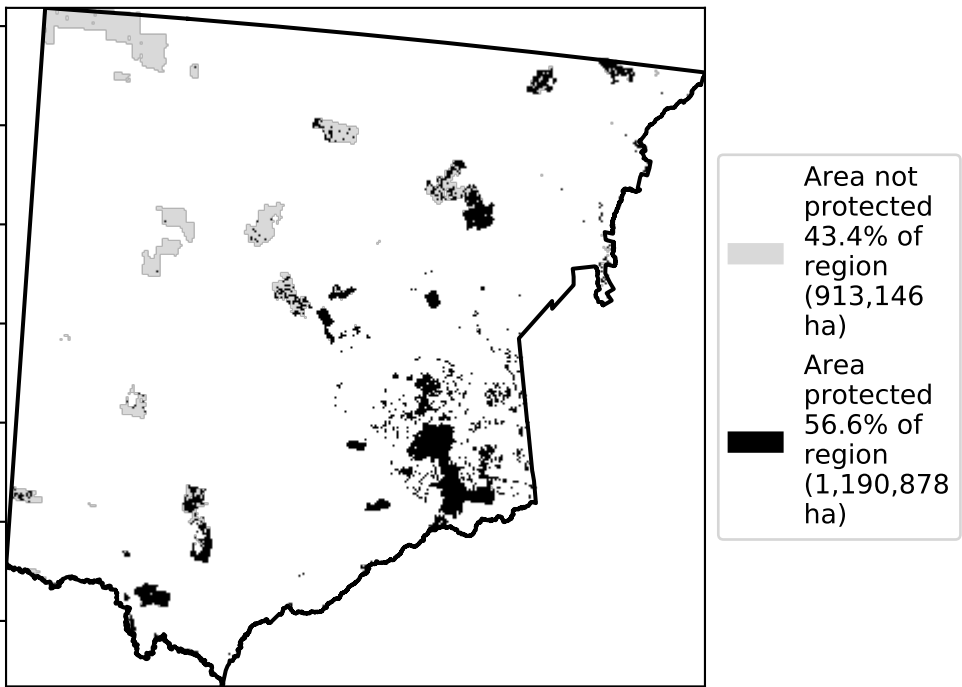 Area not
protected
43.4% of
region
(913,146
ha)
Area
protected
56.6% of
region
(1,190,878
ha)